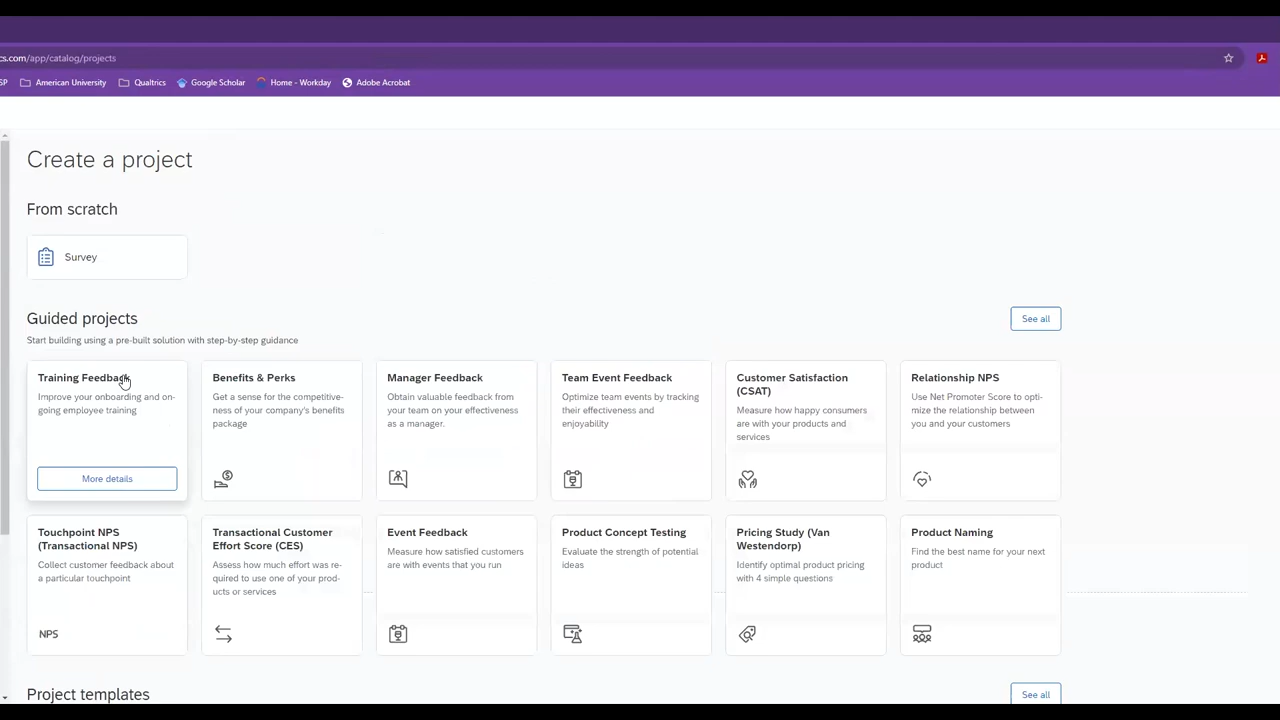 cs.com/app/catalog/projects
SP American University Qualtrics Google Scholar Home - Workday Adobe Acrobat
Create a project
From scratch
Survey
Guided projects
See all
Start building using a pre-built solution with step-by-step guidance
Training Feedback
Improve your onboarding and on-
going employee training
More details
Benefits & Perks
Get a sense for the competitive-
ness of your company's benefits
package
Manager Feedback
Obtain valuable feedback from
your team on your effectiveness
as a manager.
Team Event Feedback
Optimize team events by tracking
their effectiveness and
enjoyability
Customer Satisfaction
(CSAT)
Measure how happy consumers
are with your products and
services
Relationship NPS
Use Net Promoter Score to opti-
mize the relationship between
you and your customers
Touchpoint NPS
(Transactional NPS)
Collect customer feedback about
a particular touchpoint
NPS
Transactional Customer
Effort Score (CES)
Assess how much effort was re-
quired to use one of your prod-
ucts or services
Event Feedback
Measure how satisfied customers
are with events that you run
Product Concept Testing
Evaluate the strength of potential
ideas
Pricing Study (Van
Westendorp)
Identify optimal product pricing
with 4 simple questions
Product Naming
Find the best name for your next
product
Project templates
See all